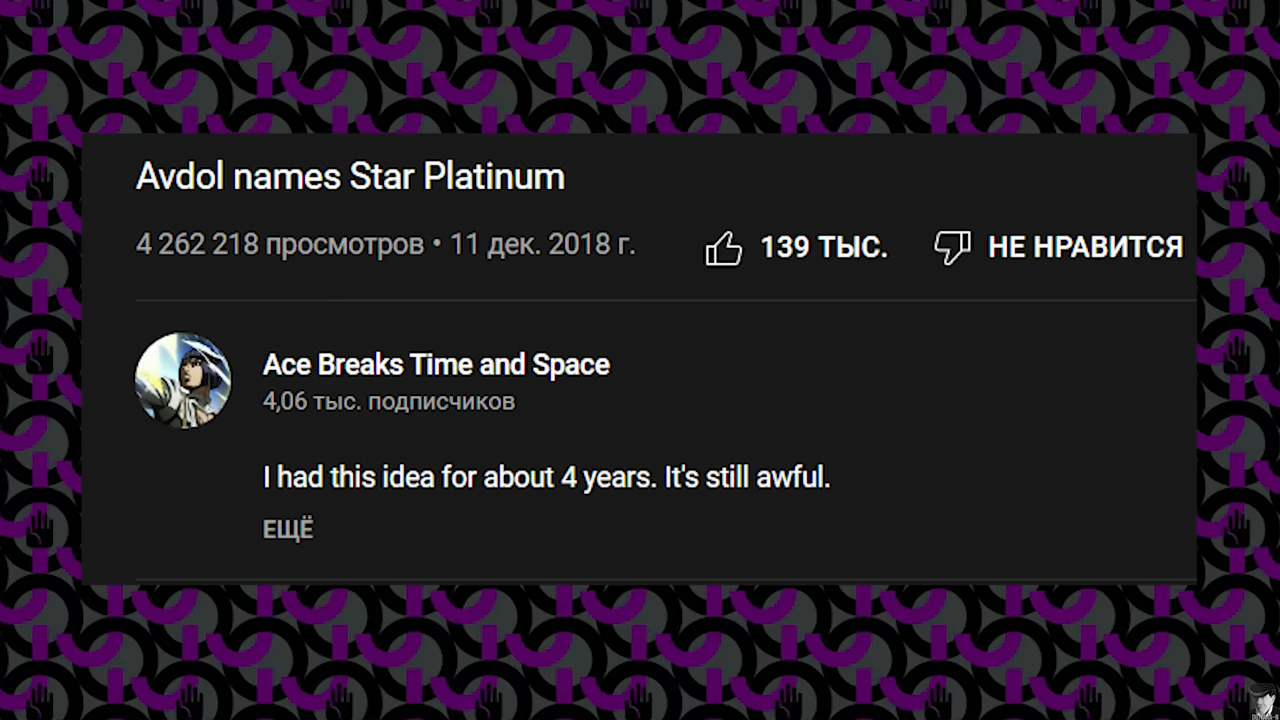 Avdol names Star Platinum
4 262 218 просмотров • 11 дек. 2018 г.
139 ТЫС.
НЕ НРАВИТСЯ
Ace Breaks Time and Space
4,06 тыс. подписчиков
I had this idea for about 4 years. It's still awful.
ЕЩЁ